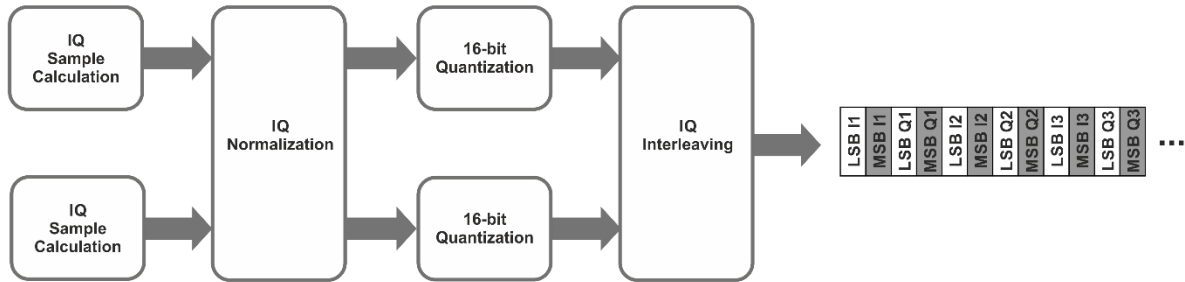 IQ
Sample
Calculation
IQ
Normalization
16-bit
Quantization
IQ
Interleaving
LSB I1
MSB I1
LSB Q1
MSB Q1
LSB I2
MSB I2
LSB Q2
MSB Q2
LSB I3
MSB I3
LSB Q3
MSB Q3
...
IQ
Sample
Calculation
16-bit
Quantization